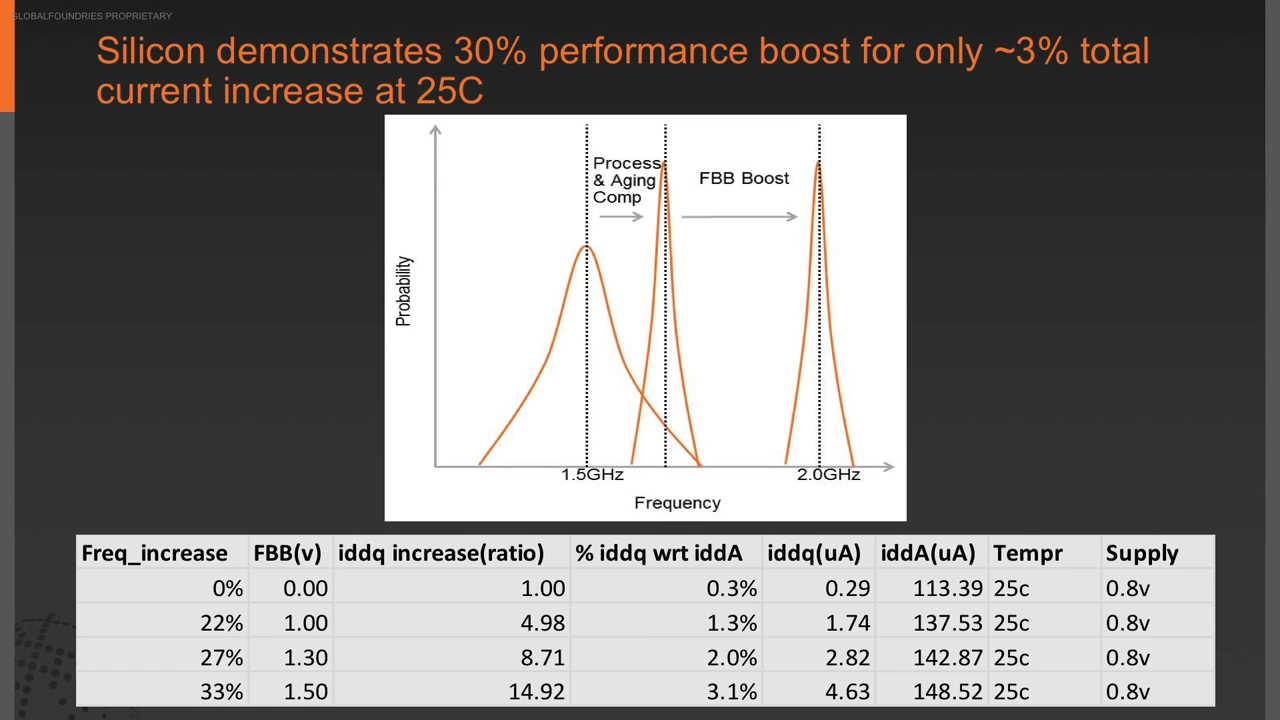 GLOBALFOUNDRIES PROPRIETARY
Silicon demonstrates 30% performance boost for only ~3% total
current increase at 25C
Process
& Aging
Comp
FBB Boost
Probability
1.5GHz
2.0GHz
Frequency
Freq_increase FBB(v) iddq increase(ratio) % iddq wrt iddA iddq(uA) iddA(uA) Tempr Supply
0% 0.00 1.00 0.3% 0.29 113.39 25c 0.8v
22% 1.00 4.98 1.3% 1.74 137.53 25c 0.8v
27% 1.30 8.71 2.0% 2.82 142.87 25c 0.8v
33% 1.50 14.92 3.1% 4.63 148.52 25c 0.8v